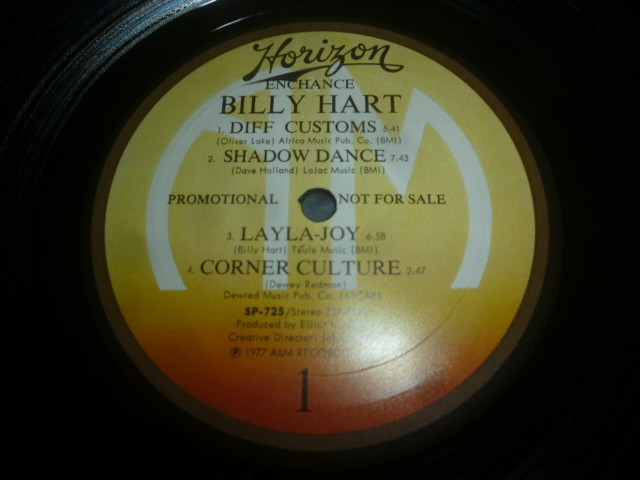 Horizon
ENCHANCE
BILLY HART
1. DIFF CUSTOMS 5:41
(Oliver Lake) Africa Music Pub. Co. (BMI)
2. SHADOW DANCE 7:43
(Dave Holland) LoJac Music (BMI)
PROMOTIONAL NOT FOR SALE
3. LAYLA-JOY 6:58
(Billy Hart) Music (BMI)
4. CORNER CULTURE 2:47
(Dewey Redman)
Dewred Music Pub. Co. (ASCAP)
SP-725/Stereo
Produced by
Creative Director:
℗ 1977 A&M RECORDS
1